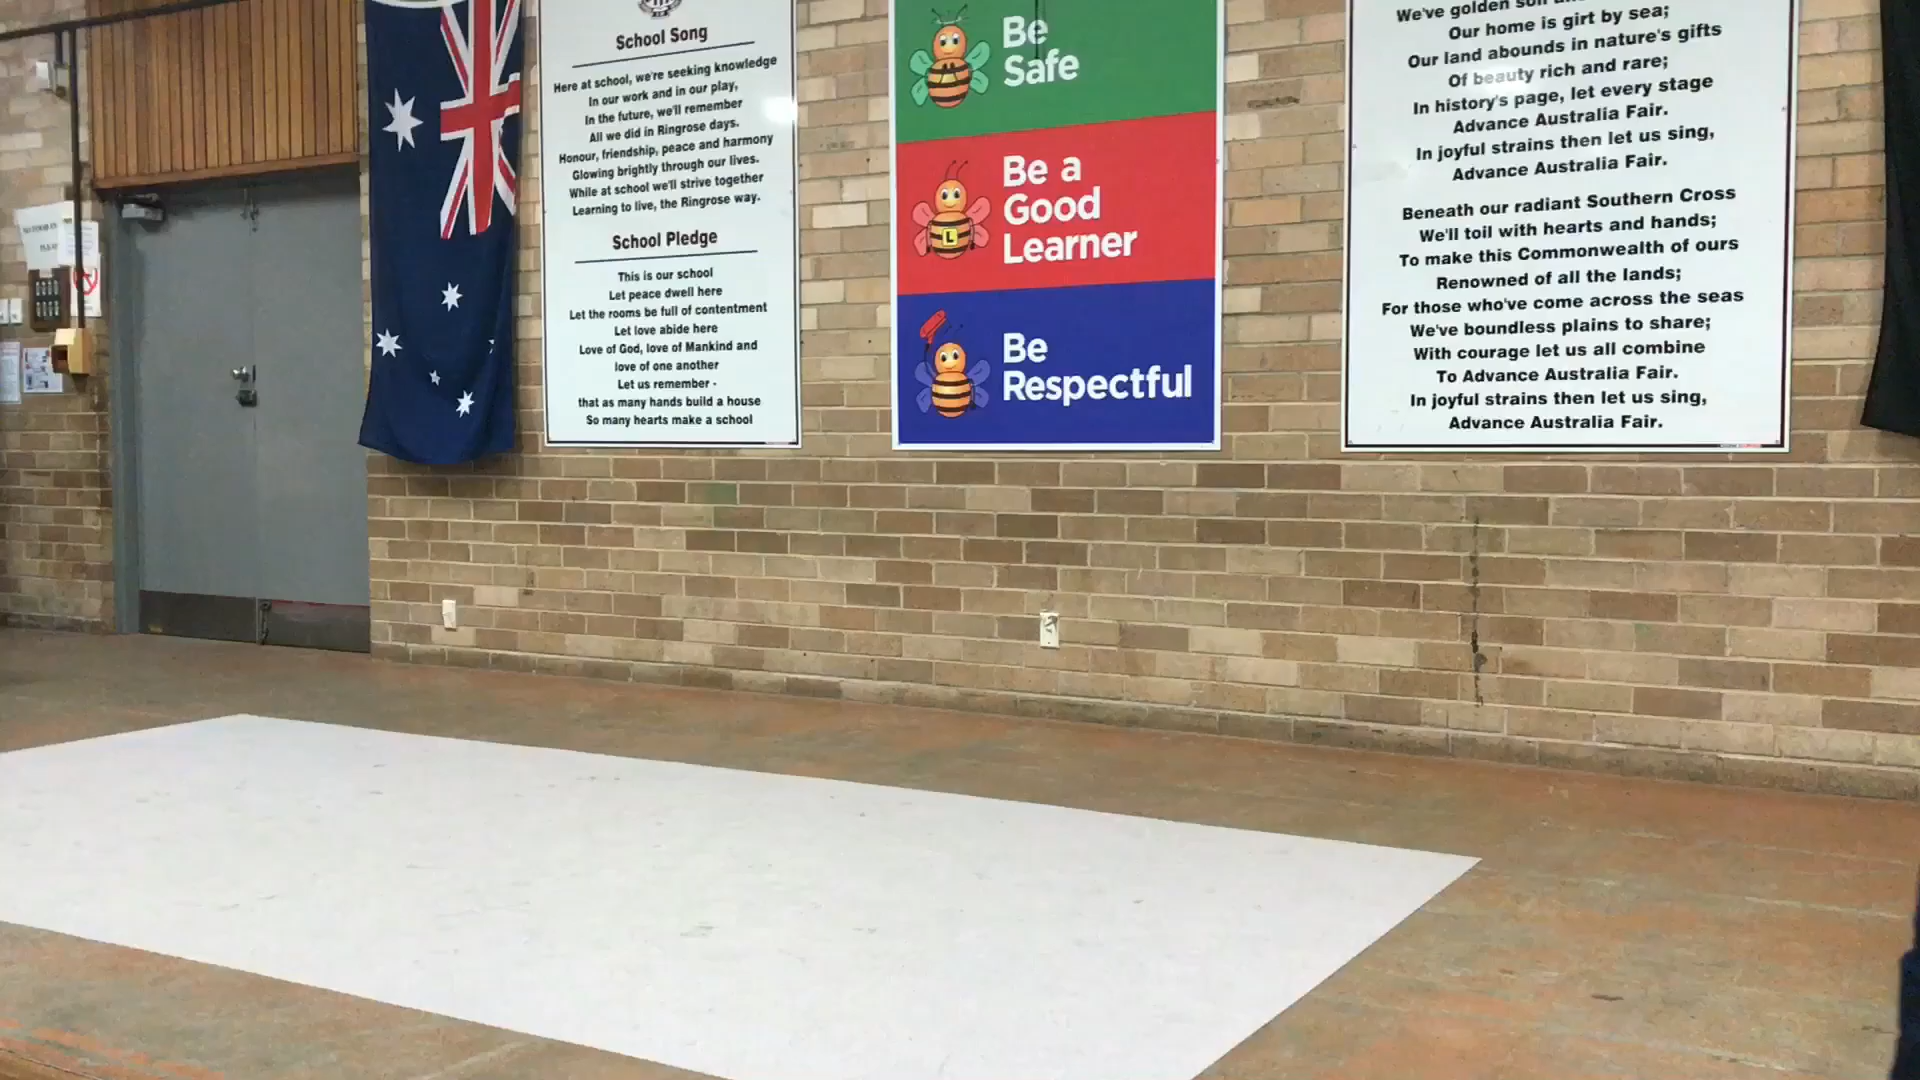 School Song
Here at school, we're seeking knowledge
In our work and in our play,
In the future, we'll remember
All we did in Ringrose days.
Honour, friendship, peace and harmony
Glowing brightly through our lives.
While at school we'll strive together
Learning to live, the Ringrose way.
School Pledge
This is our school
Let peace dwell here
Let the rooms be full of contentment
Let love abide here
Love of God, love of Mankind and
love of one another
Let us remember -
that as many hands build a house
So many hearts make a school
Be
Safe
Be a
Good
Learner
L
Be
Respectful
We've golden soil
Our home is girt by sea;
Our land abounds in nature's gifts
Of beauty rich and rare;
In history's page, let every stage
Advance Australia Fair.
In joyful strains then let us sing,
Advance Australia Fair.
Beneath our radiant Southern Cross
We'll toil with hearts and hands;
To make this Commonwealth of ours
Renowned of all the lands;
For those who've come across the seas
We've boundless plains to share;
With courage let us all combine
To Advance Australia Fair.
In joyful strains then let us sing,
Advance Australia Fair.